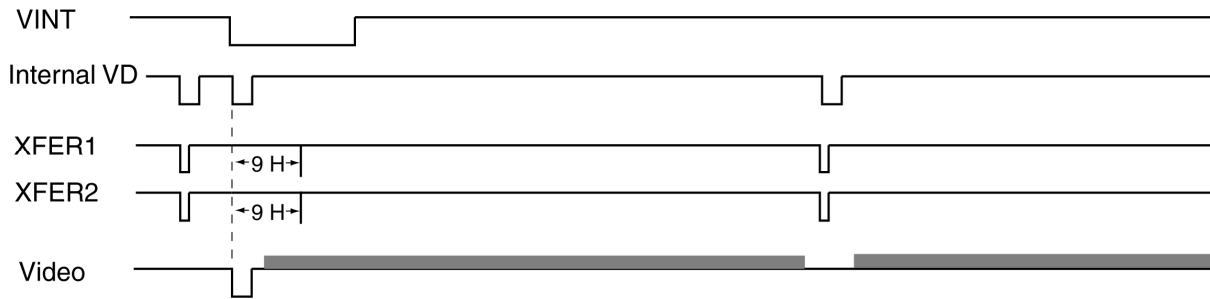 VINT
Internal VD
XFER1
9 H
XFER2
9 H
Video